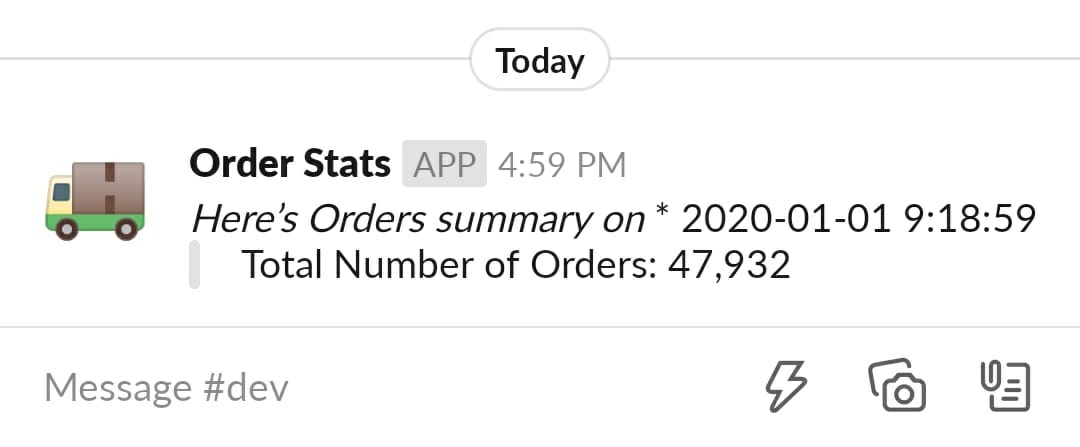 Today
Order Stats APP 4:59 PM
Here’s Orders summary on * 2020-01-01 9:18:59
Total Number of Orders: 47,932
Message #dev